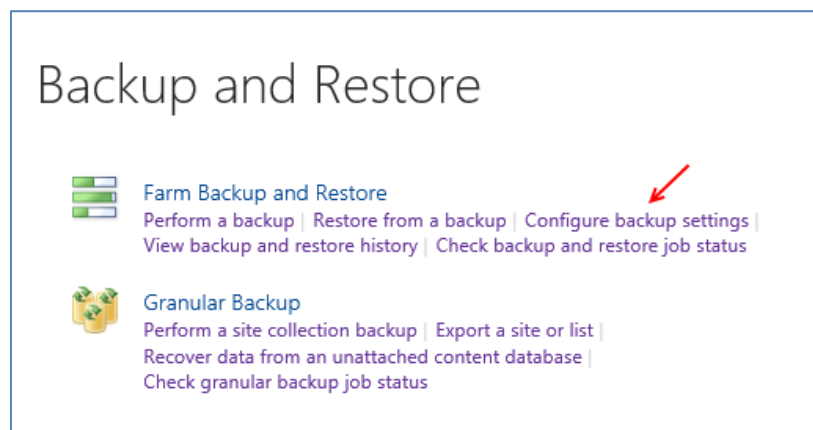 Backup and Restore
Farm Backup and Restore
Perform a backup | Restore from a backup | Configure backup settings |
View backup and restore history | Check backup and restore job status
Granular Backup
Perform a site collection backup | Export a site or list |
Recover data from an unattached content database |
Check granular backup job status